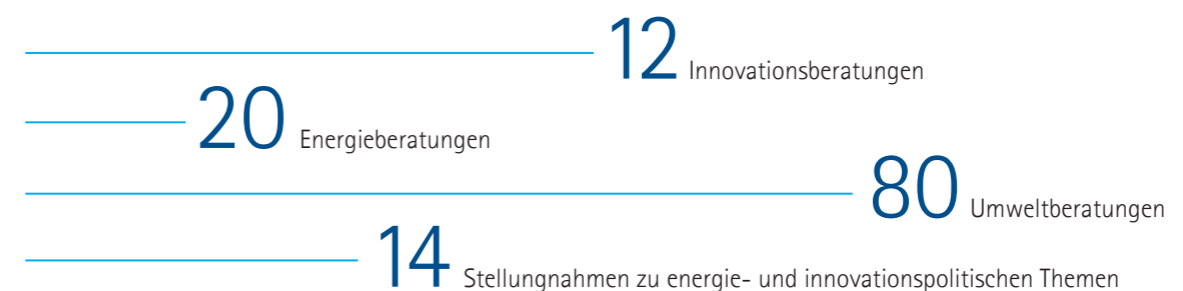 12 Innovationsberatungen
20 Energieberatungen
80 Umweltberatungen
14 Stellungnahmen zu energie- und innovationspolitischen Themen